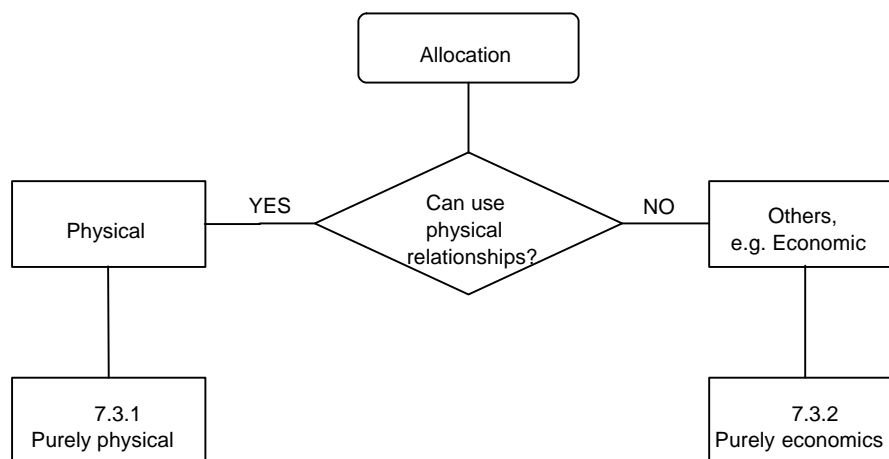 Allocation
YES
Can use
physical
relationships?
NO
Physical
Others,
e.g. Economic
7.3.1
Purely physical
7.3.2
Purely economics